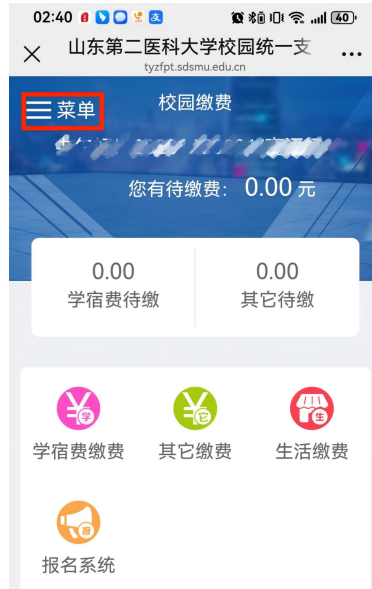 02:40
40
山东第二医科大学校园统一支
tyzfpt.sdsmu.edu.cn
菜单
校园缴费
您有待缴费: 0.00 元
0.00
0.00
学宿费待缴
其它待缴
学
它
生
学宿费缴费
其它缴费
生活缴费
报
报名系统